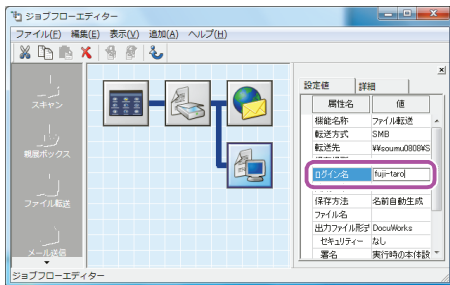 ジョブフローエディター
ファイル(F) 編集(E) 表示(V) 追加(A) ヘルプ(H)
スキャン
親展ボックス
ファイル転送
メール送信
設定値 詳細
属性名 値
機能名称 ファイル転送
転送方式 SMB
転送先 ¥¥soumu0808¥S
ログイン名 fuji-taro
保存方法 名前自動生成
ファイル名
出力ファイル形式 DocuWorks
セキュリティー なし
署名 実行時の本体設
ジョブフローエディター